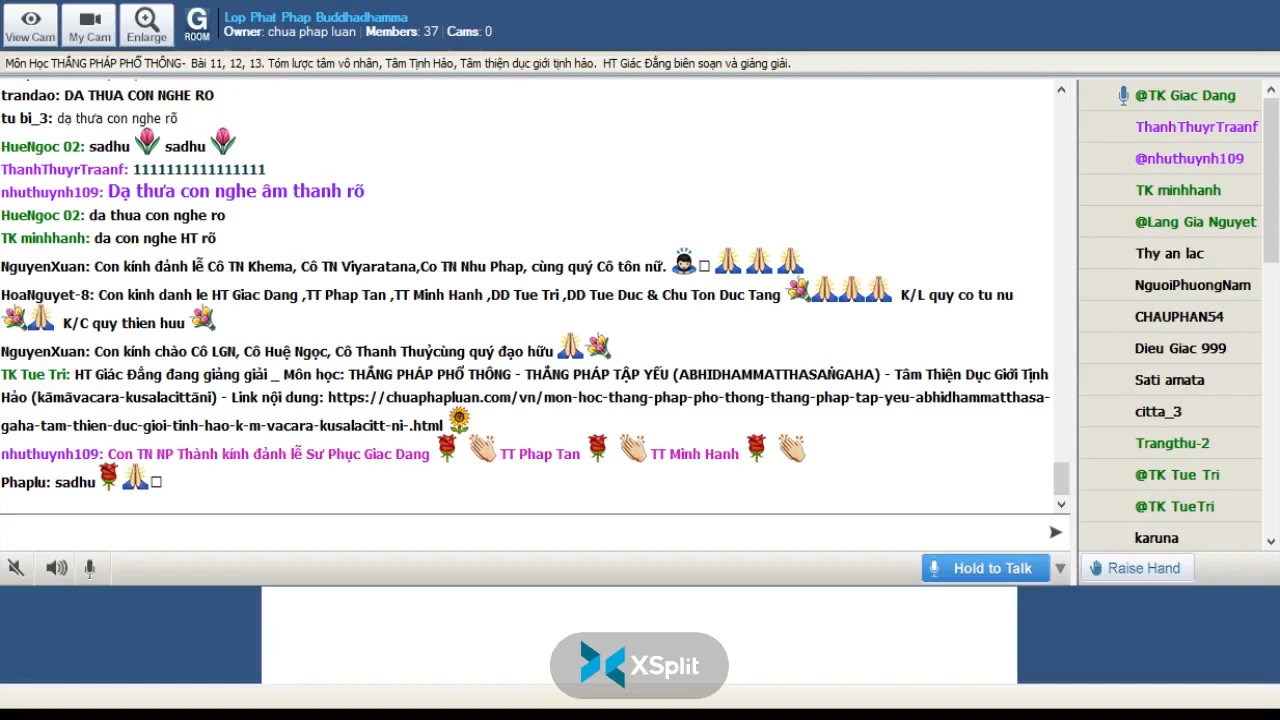 View Cam
My Cam
Enlarge
G
ROOM
Lop Phat Phap Buddhadhamma
Owner: chua phap luan / Members: 37 / Cams: 0
Môn Học THẮNG PHÁP PHỔ THÔNG- Bài 11, 12, 13. Tóm lược tâm vô nhân, Tâm Tịnh Hảo, Tâm thiện dục giới tịnh hảo. HT Giác Đẳng biên soạn và giảng giải.
trandao: DA THUA CON NGHE RO
tu bi_3: dạ thưa con nghe rõ
HueNgoc 02: sadhu sadhu
ThanhThuyrTraanf: 1111111111111111
nhuthuynh109: Dạ thưa con nghe âm thanh rõ
HueNgoc 02: da thua con nghe ro
TK minhhanh: da con nghe HT rõ
NguyenXuan: Con kính đảnh lễ Cô TN Khema, Cô TN Viyaratana,Co TN Nhu Phap, cùng quý Cô tôn nữ.
HoaNguyet-8: Con kinh danh le HT Giac Dang ,TT Phap Tan ,TT Minh Hanh ,DD Tue Tri ,DD Tue Duc & Chu Ton Duc Tang K/L quy co tu nu
K/C quy thien huu
NguyenXuan: Con kính chào Cô LGN, Cô Huệ Ngọc, Cô Thanh Thuỷcùng quý đạo hữu
TK Tue Tri: HT Giác Đẳng đang giảng giải _ Môn học: THẮNG PHÁP PHỔ THÔNG - THẮNG PHÁP TẬP YẾU (ABHIDHAMMATTHASAṄGAHA) - Tâm Thiện Dục Giới Tịnh
Hảo (kāmāvacara-kusalacittāni) - Link nội dung: https://chuaphapluan.com/vn/mon-hoc-thang-phap-pho-thong-thang-phap-tap-yeu-abhidhammatthasa-
gaha-tam-thien-duc-gioi-tinh-hao-k-m-vacara-kusalacitt-ni-.html
nhuthuynh109: Con TN NP Thành kính đảnh lễ Sư Phục Giac Dang TT Phap Tan TT Minh Hanh
Phaplu: sadhu
Hold to Talk
@TK Giac Dang
ThanhThuyrTraanf
@nhuthuynh109
TK minhhanh
@Lang Gia Nguyet
Thy an lac
NguoiPhuongNam
CHAUPHAN54
Dieu Giac 999
Sati amata
citta_3
Trangthu-2
@TK Tue Tri
@TK TueTri
karuna
Raise Hand
XSplit